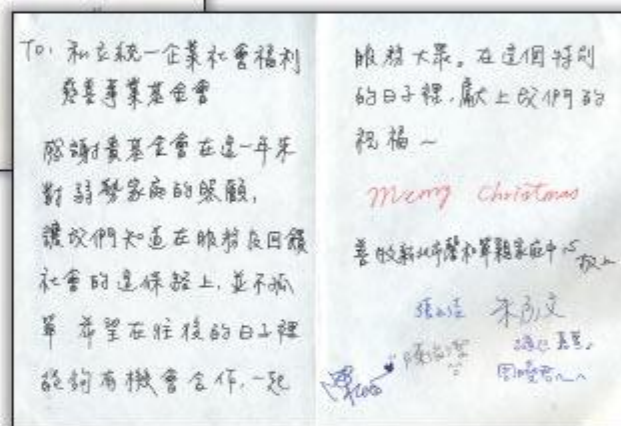 To: 私立統一企業社會福利
慈善事業基金會
感謝貴基金會在這一年來
對弱勢家庭的照顧,
讓我們知道在服務及回饋
社會的這條路上,並不孤
單 希望在往後的日子裡
能夠有機會合作,一起
服務大眾。在這個特別
的日子裡,獻上我們的
祝福~
Merry Christmas
善牧新北市馨和單親家庭中心
敬上